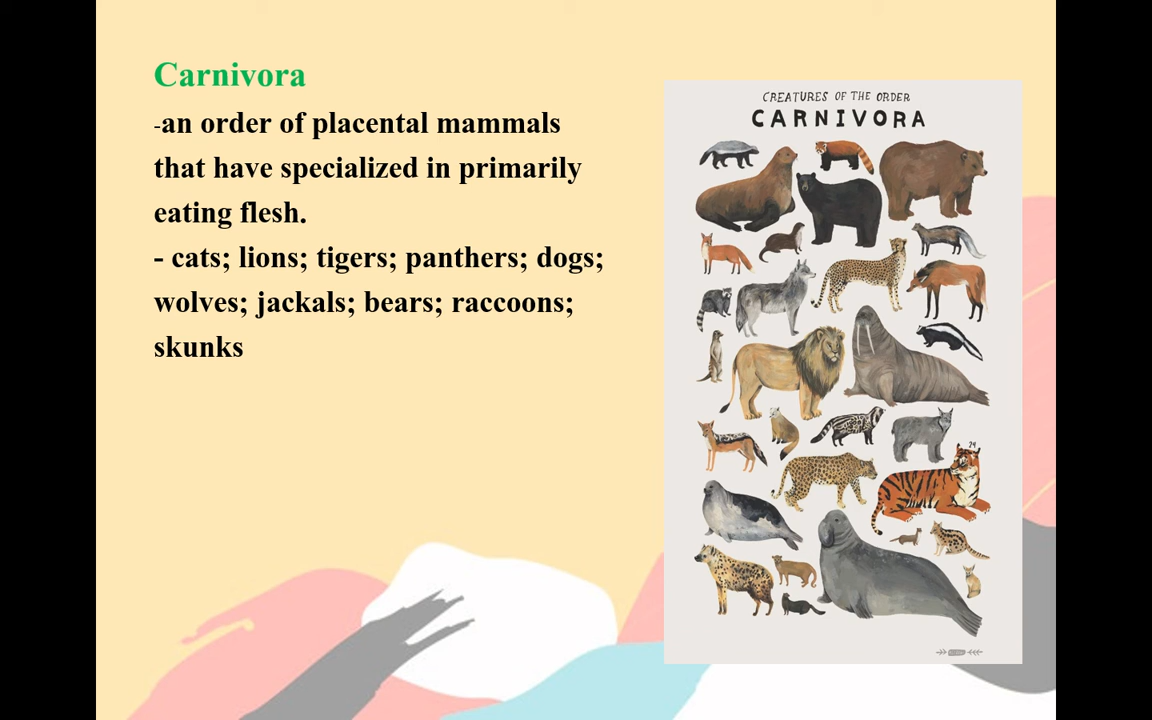 Carnivora
-an order of placental mammals
that have specialized in primarily
eating flesh.
- cats; lions; tigers; panthers; dogs;
wolves; jackals; bears; raccoons;
skunks
CREATURES OF THE ORDER
CARNIVORA